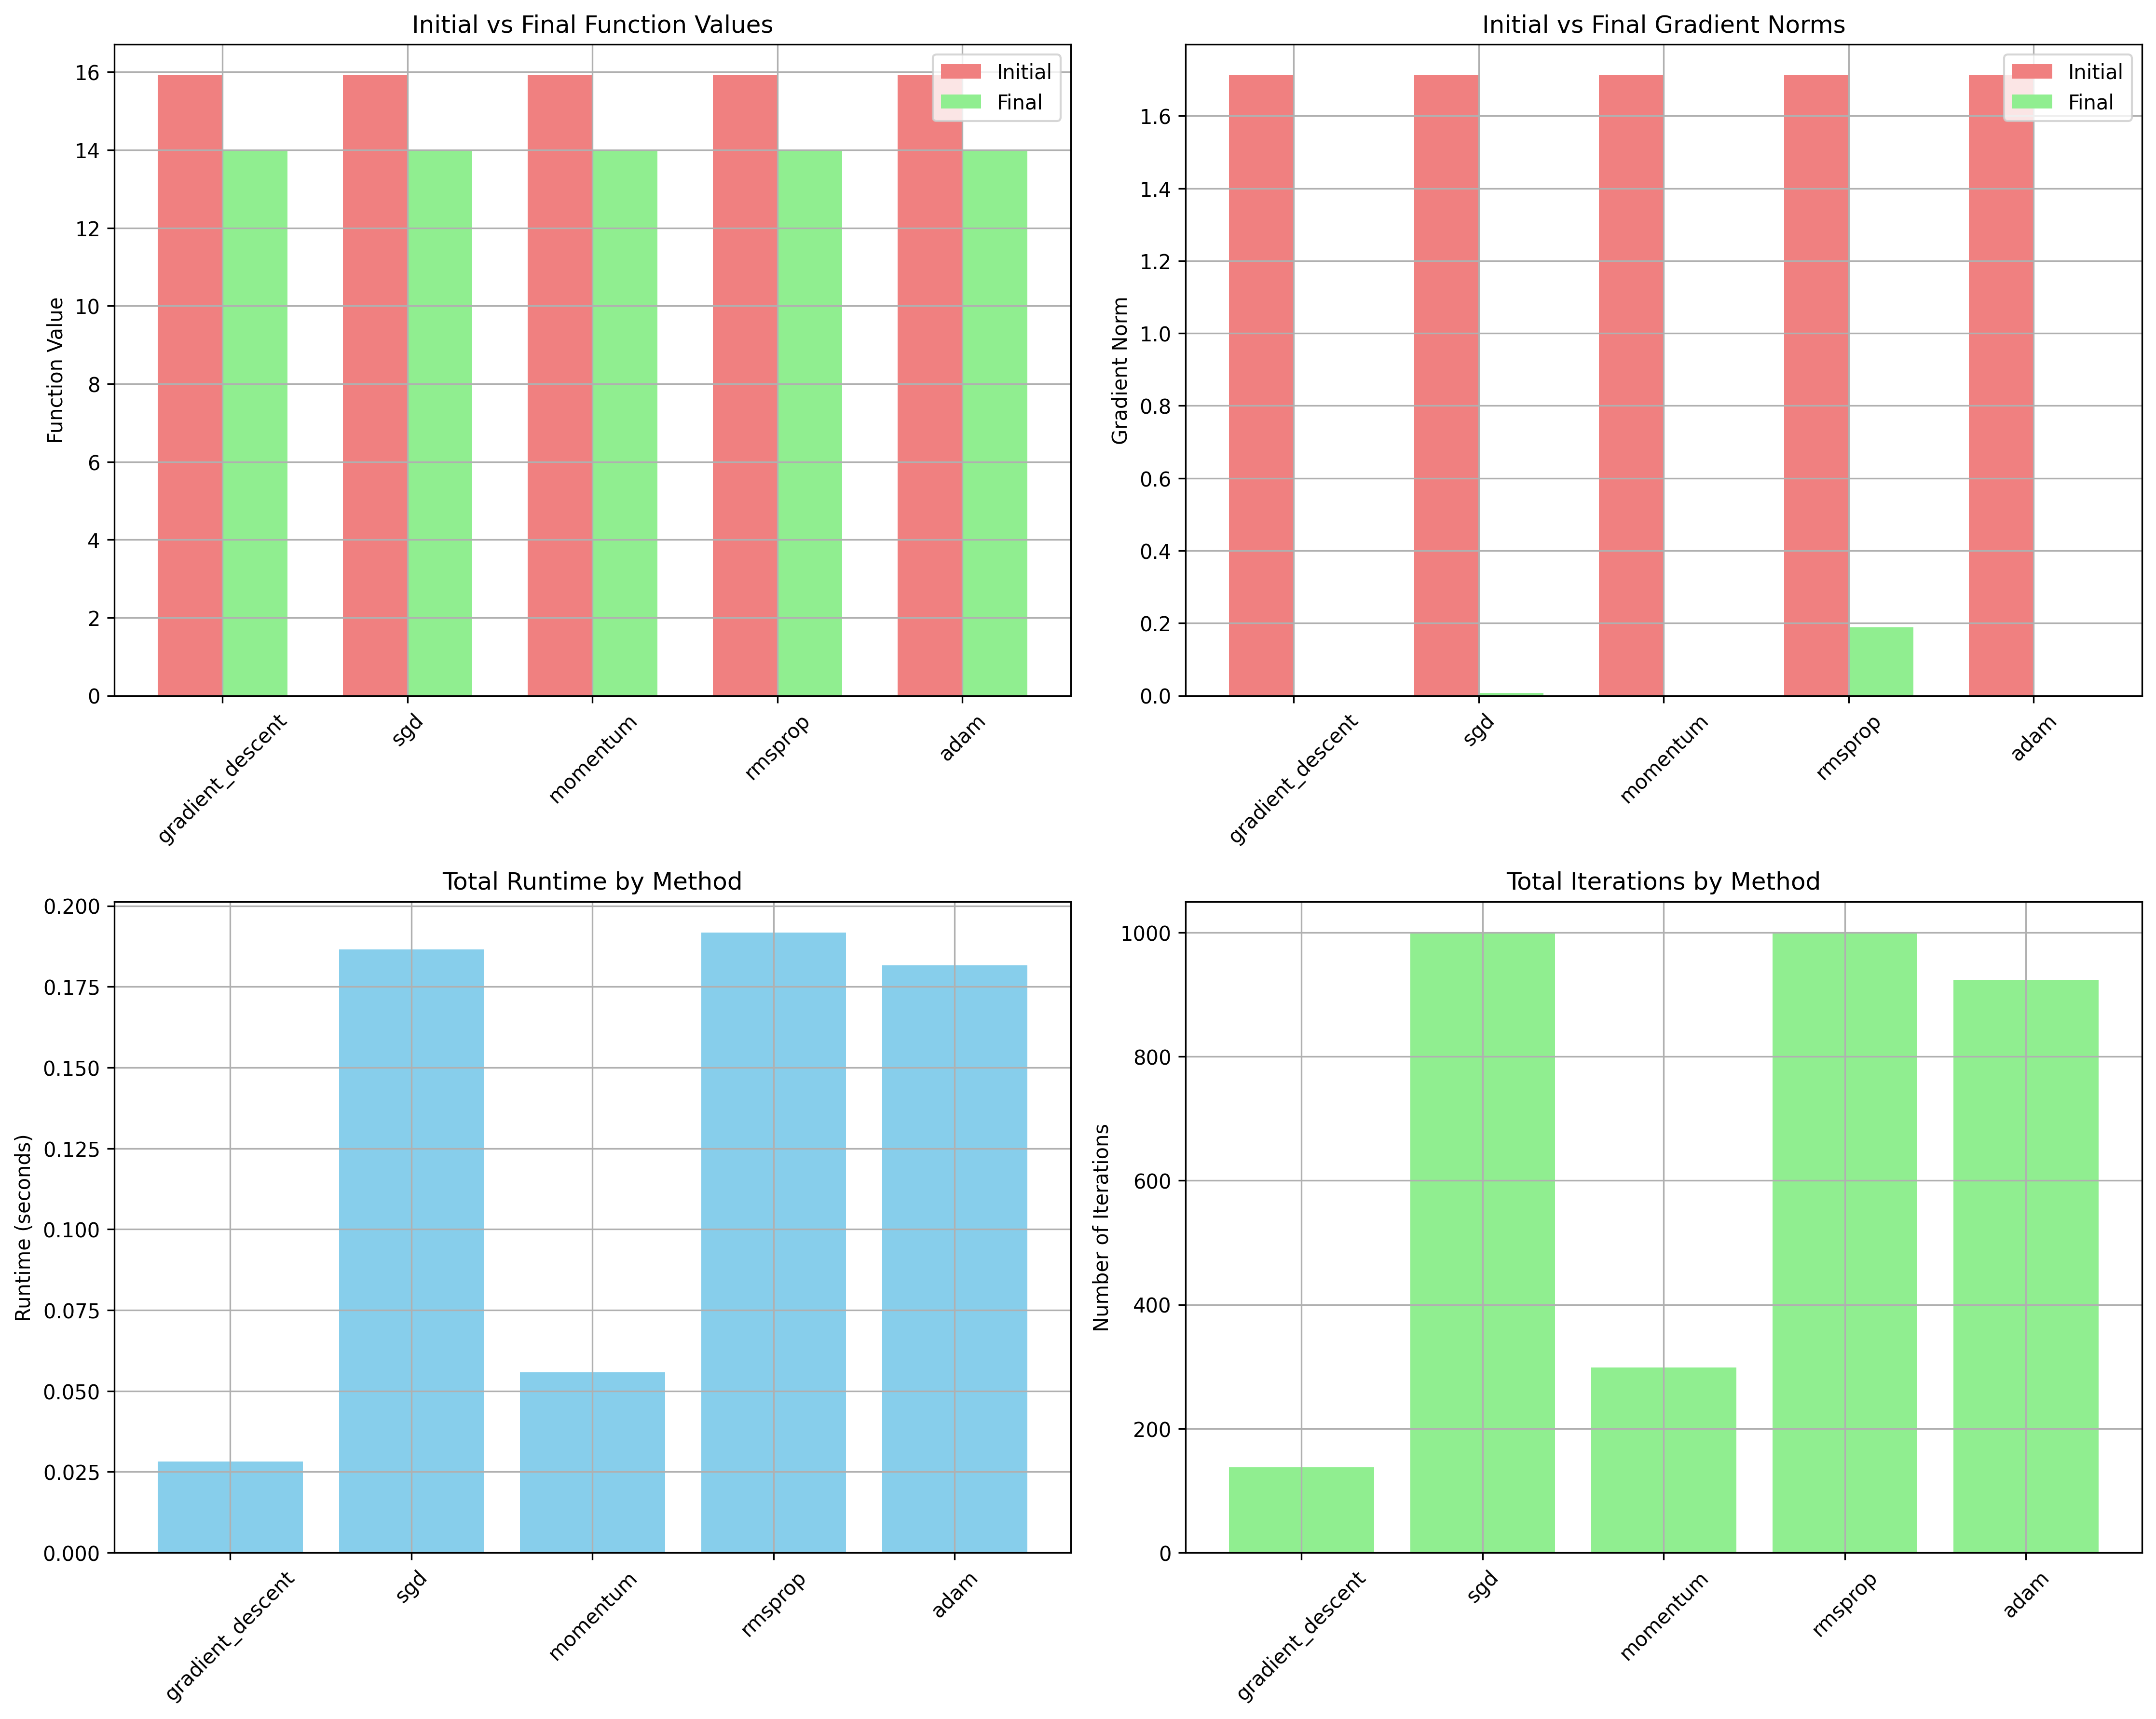 Initial vs Final Function Values
Function Value
16
14
12
10
8
6
4
2
0
Initial
Final
gradient_descent
sgd
momentum
rmsprop
adam
Initial vs Final Gradient Norms
Gradient Norm
1.6
1.4
1.2
1.0
0.8
0.6
0.4
0.2
0.0
Initial
Final
gradient_descent
sgd
momentum
rmsprop
adam
Total Runtime by Method
Runtime (seconds)
0.200
0.175
0.150
0.125
0.100
0.075
0.050
0.025
0.000
gradient_descent
sgd
momentum
rmsprop
adam
Total Iterations by Method
Number of Iterations
1000
800
600
400
200
0
gradient_descent
sgd
momentum
rmsprop
adam